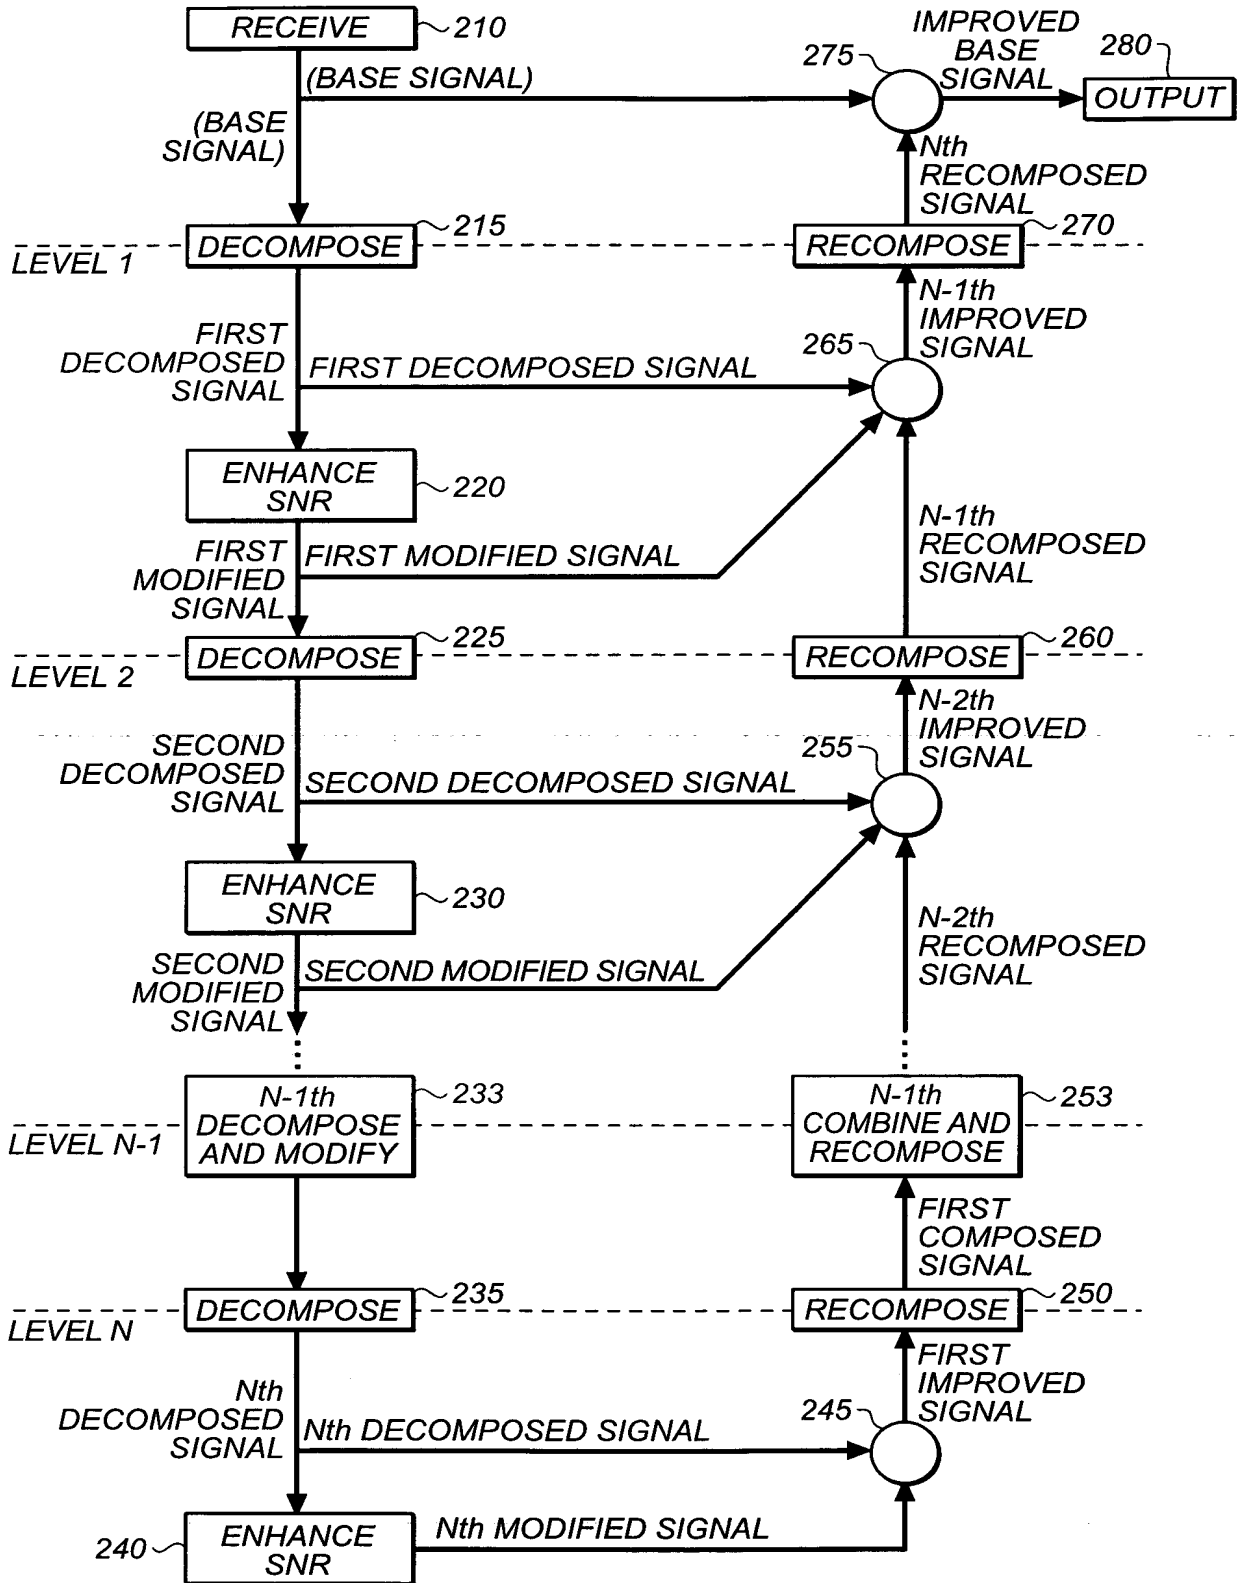 RECEIVE
210
(BASE SIGNAL)
(BASE
SIGNAL)
275
IMPROVED
BASE
SIGNAL
280
OUTPUT
Nth
RECOMPOSED
SIGNAL
LEVEL 1
DECOMPOSE
215
RECOMPOSE
270
FIRST
DECOMPOSED
SIGNAL
FIRST DECOMPOSED SIGNAL
265
N-1th
IMPROVED
SIGNAL
ENHANCE
SNR
220
FIRST
MODIFIED
SIGNAL
FIRST MODIFIED SIGNAL
N-1th
RECOMPOSED
SIGNAL
LEVEL 2
DECOMPOSE
225
RECOMPOSE
260
SECOND
DECOMPOSED
SIGNAL
SECOND DECOMPOSED SIGNAL
255
N-2th
IMPROVED
SIGNAL
ENHANCE
SNR
230
SECOND
MODIFIED
SIGNAL
SECOND MODIFIED SIGNAL
N-2th
RECOMPOSED
SIGNAL
LEVEL N-1
N-1th
DECOMPOSE
AND MODIFY
233
N-1th
COMBINE AND
RECOMPOSE
253
FIRST
COMPOSED
SIGNAL
LEVEL N
DECOMPOSE
235
RECOMPOSE
250
Nth
DECOMPOSED
SIGNAL
Nth DECOMPOSED SIGNAL
245
FIRST
IMPROVED
SIGNAL
240
ENHANCE
SNR
Nth MODIFIED SIGNAL